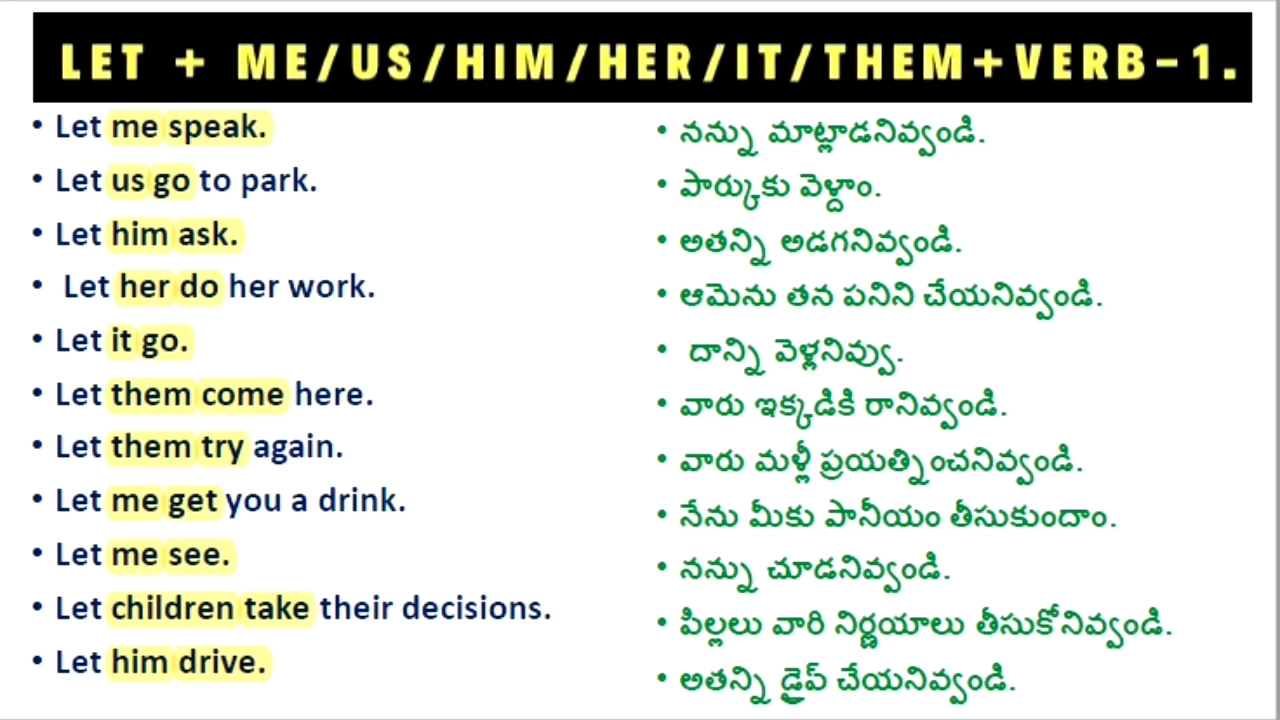 LET + ME/US/HIM/HER/IT/THEM+VERB-1.
• Let me speak.
• నన్ను మాట్లాడనివ్వండి.
• Let us go to park.
• పార్కుకు వెళ్దాం.
• Let him ask.
• అతన్ని అడగనివ్వండి.
• Let her do her work.
• ఆమెను తన పనిని చేయనివ్వండి.
• Let it go.
• దాన్ని వెళ్లనివ్వు.
• Let them come here.
• వారు ఇక్కడికి రానివ్వండి.
• Let them try again.
• వారు మళ్లీ ప్రయత్నించనివ్వండి.
• Let me get you a drink.
• నేను మీకు పానీయం తీసుకుందాం.
• Let me see.
• నన్ను చూడనివ్వండి.
• Let children take their decisions.
• పిల్లలు వారి నిర్ణయాలు తీసుకోనివ్వండి.
• Let him drive.
• అతన్ని డ్రైవ్ చేయనివ్వండి.